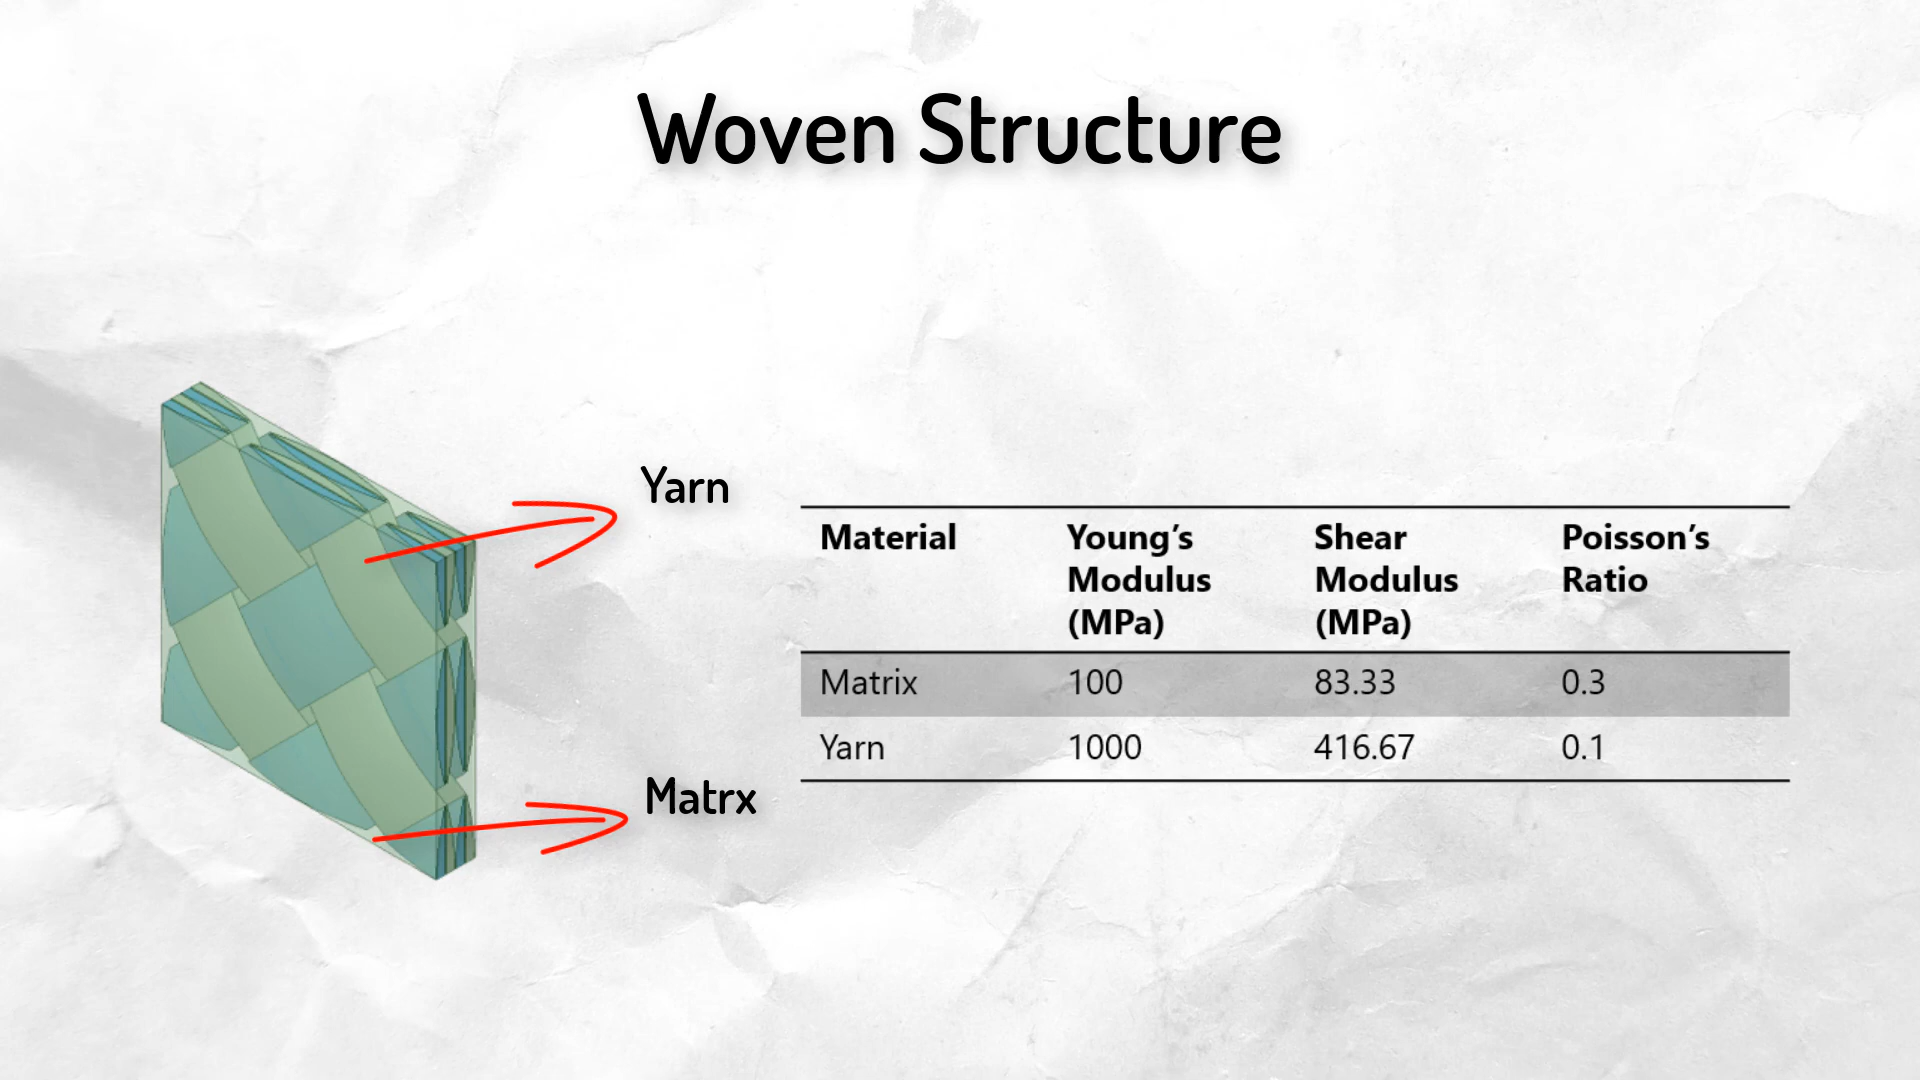 Woven Structure
Yarn
Matrx
Material Young's Modulus (MPa) Shear Modulus (MPa) Poisson's Ratio
Matrix 100 83.33 0.3
Yarn 1000 416.67 0.1